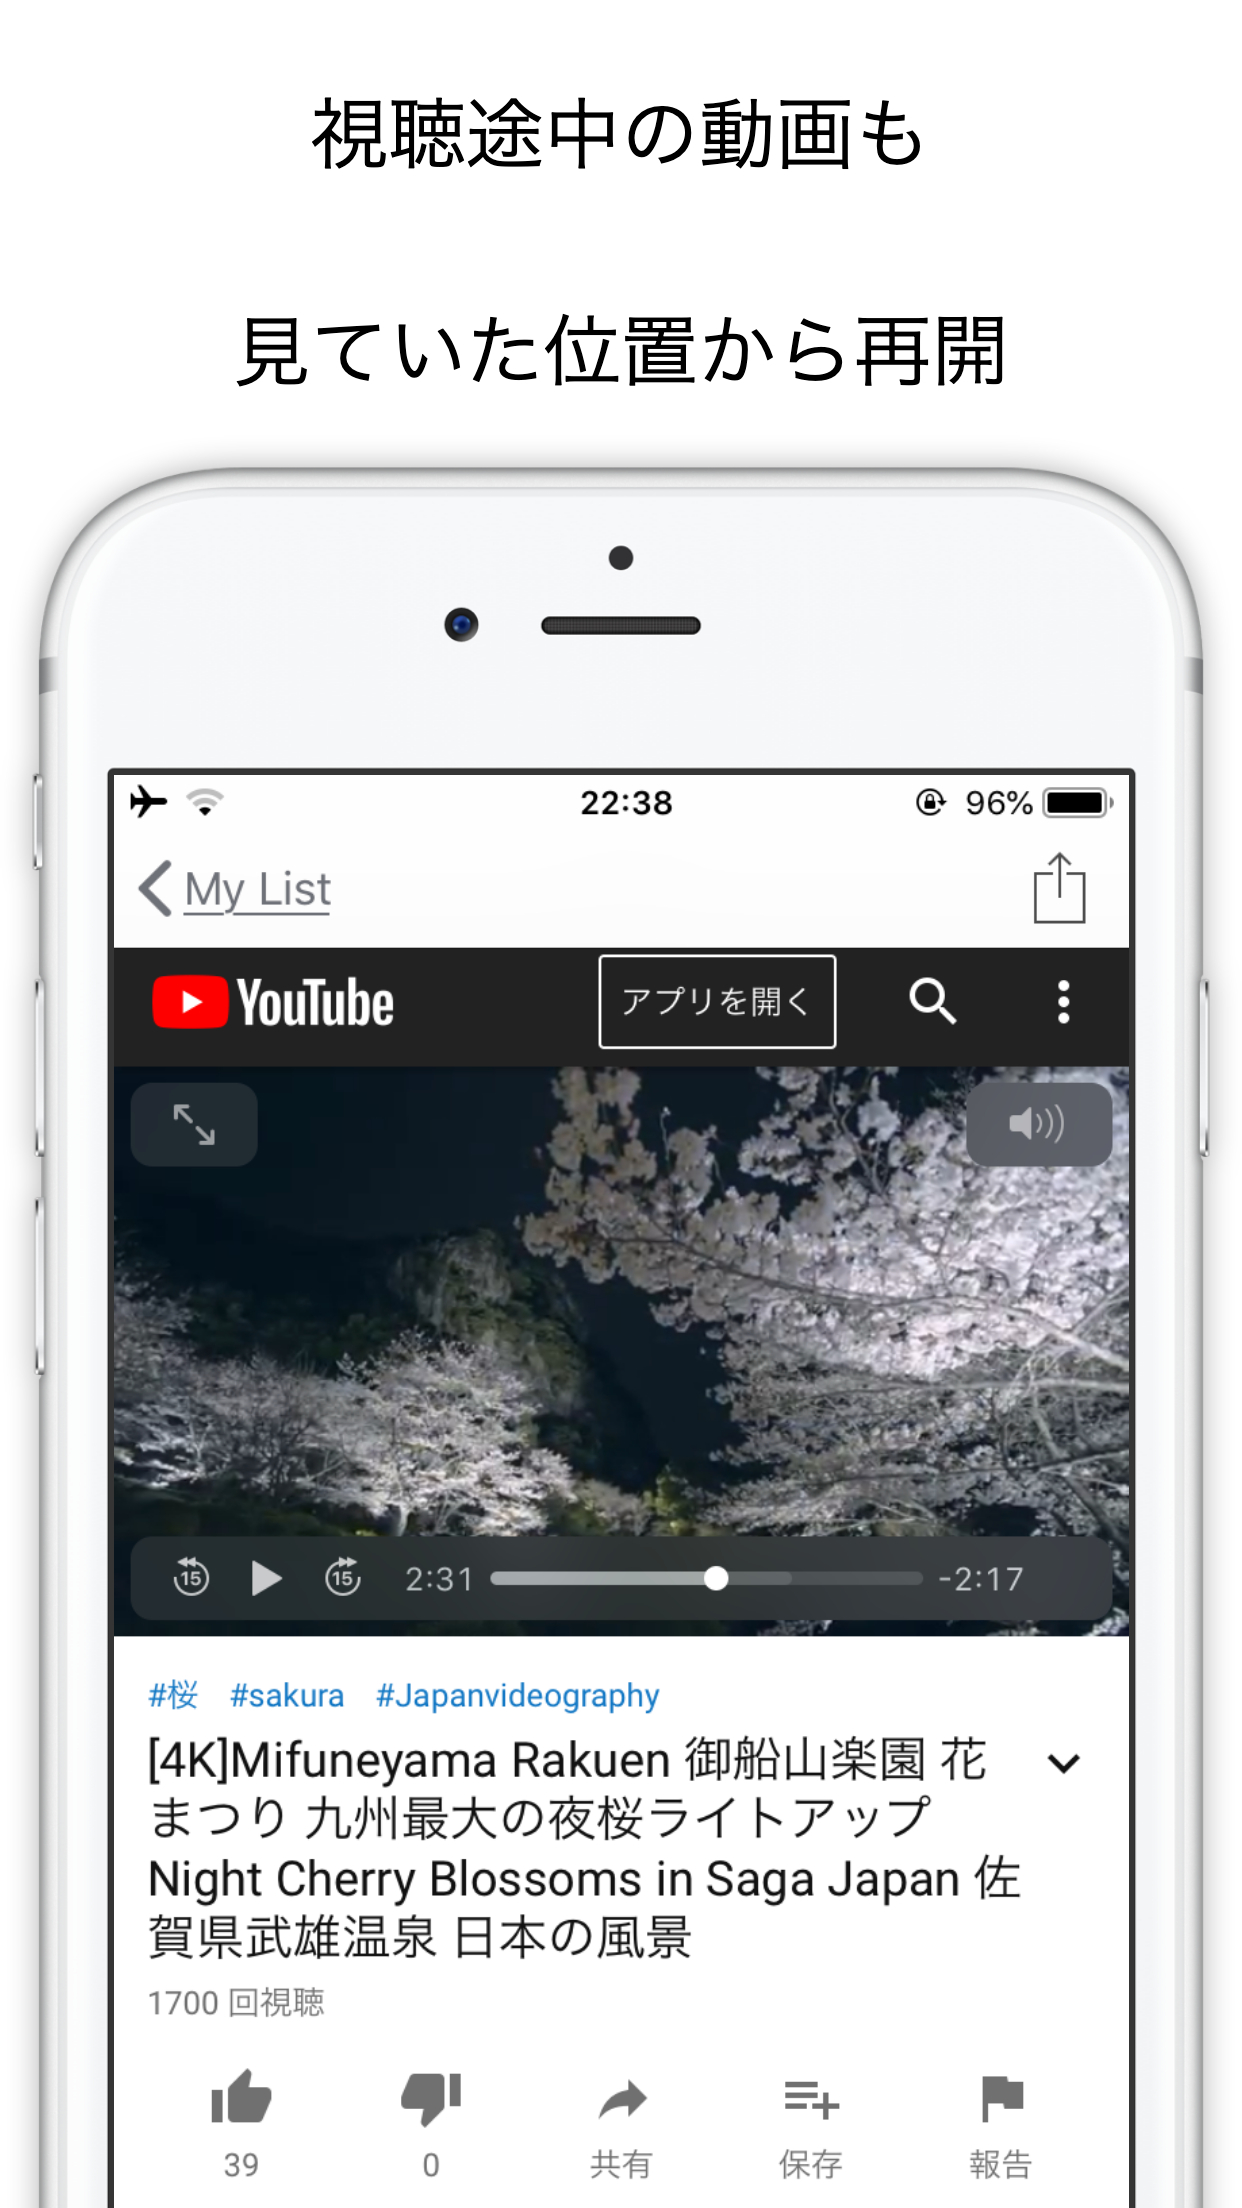 視聴途中の動画も
見ていた位置から再開
22:38
96%
My List
YouTube
アプリを開く
15
15
2:31
-2:17
#桜 #sakura #Japanvideography
[4K]Mifuneyama Rakuen 御船山楽園 花
まつり 九州最大の夜桜ライトアップ
Night Cherry Blossoms in Saga Japan 佐
賀県武雄温泉 日本の風景
1700 回視聴
39
0
共有
保存
報告